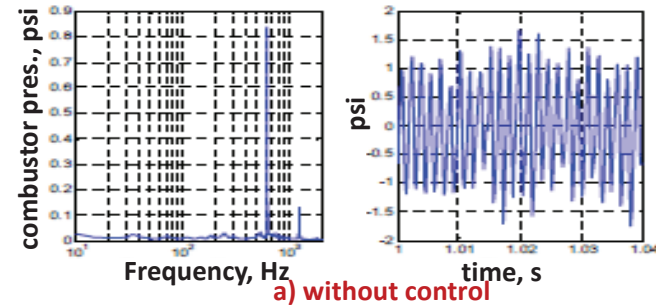 combustor pres., psi
0.9
0.8
0.7
0.6
0.5
0.4
0.3
0.2
0.1
0
10¹ 10² 10³
Frequency, Hz
psi
2
1.5
1
0.5
0
-0.5
-1
-1.5
-2
1 1.01 1.02 1.03 1.04
time, s
a) without control